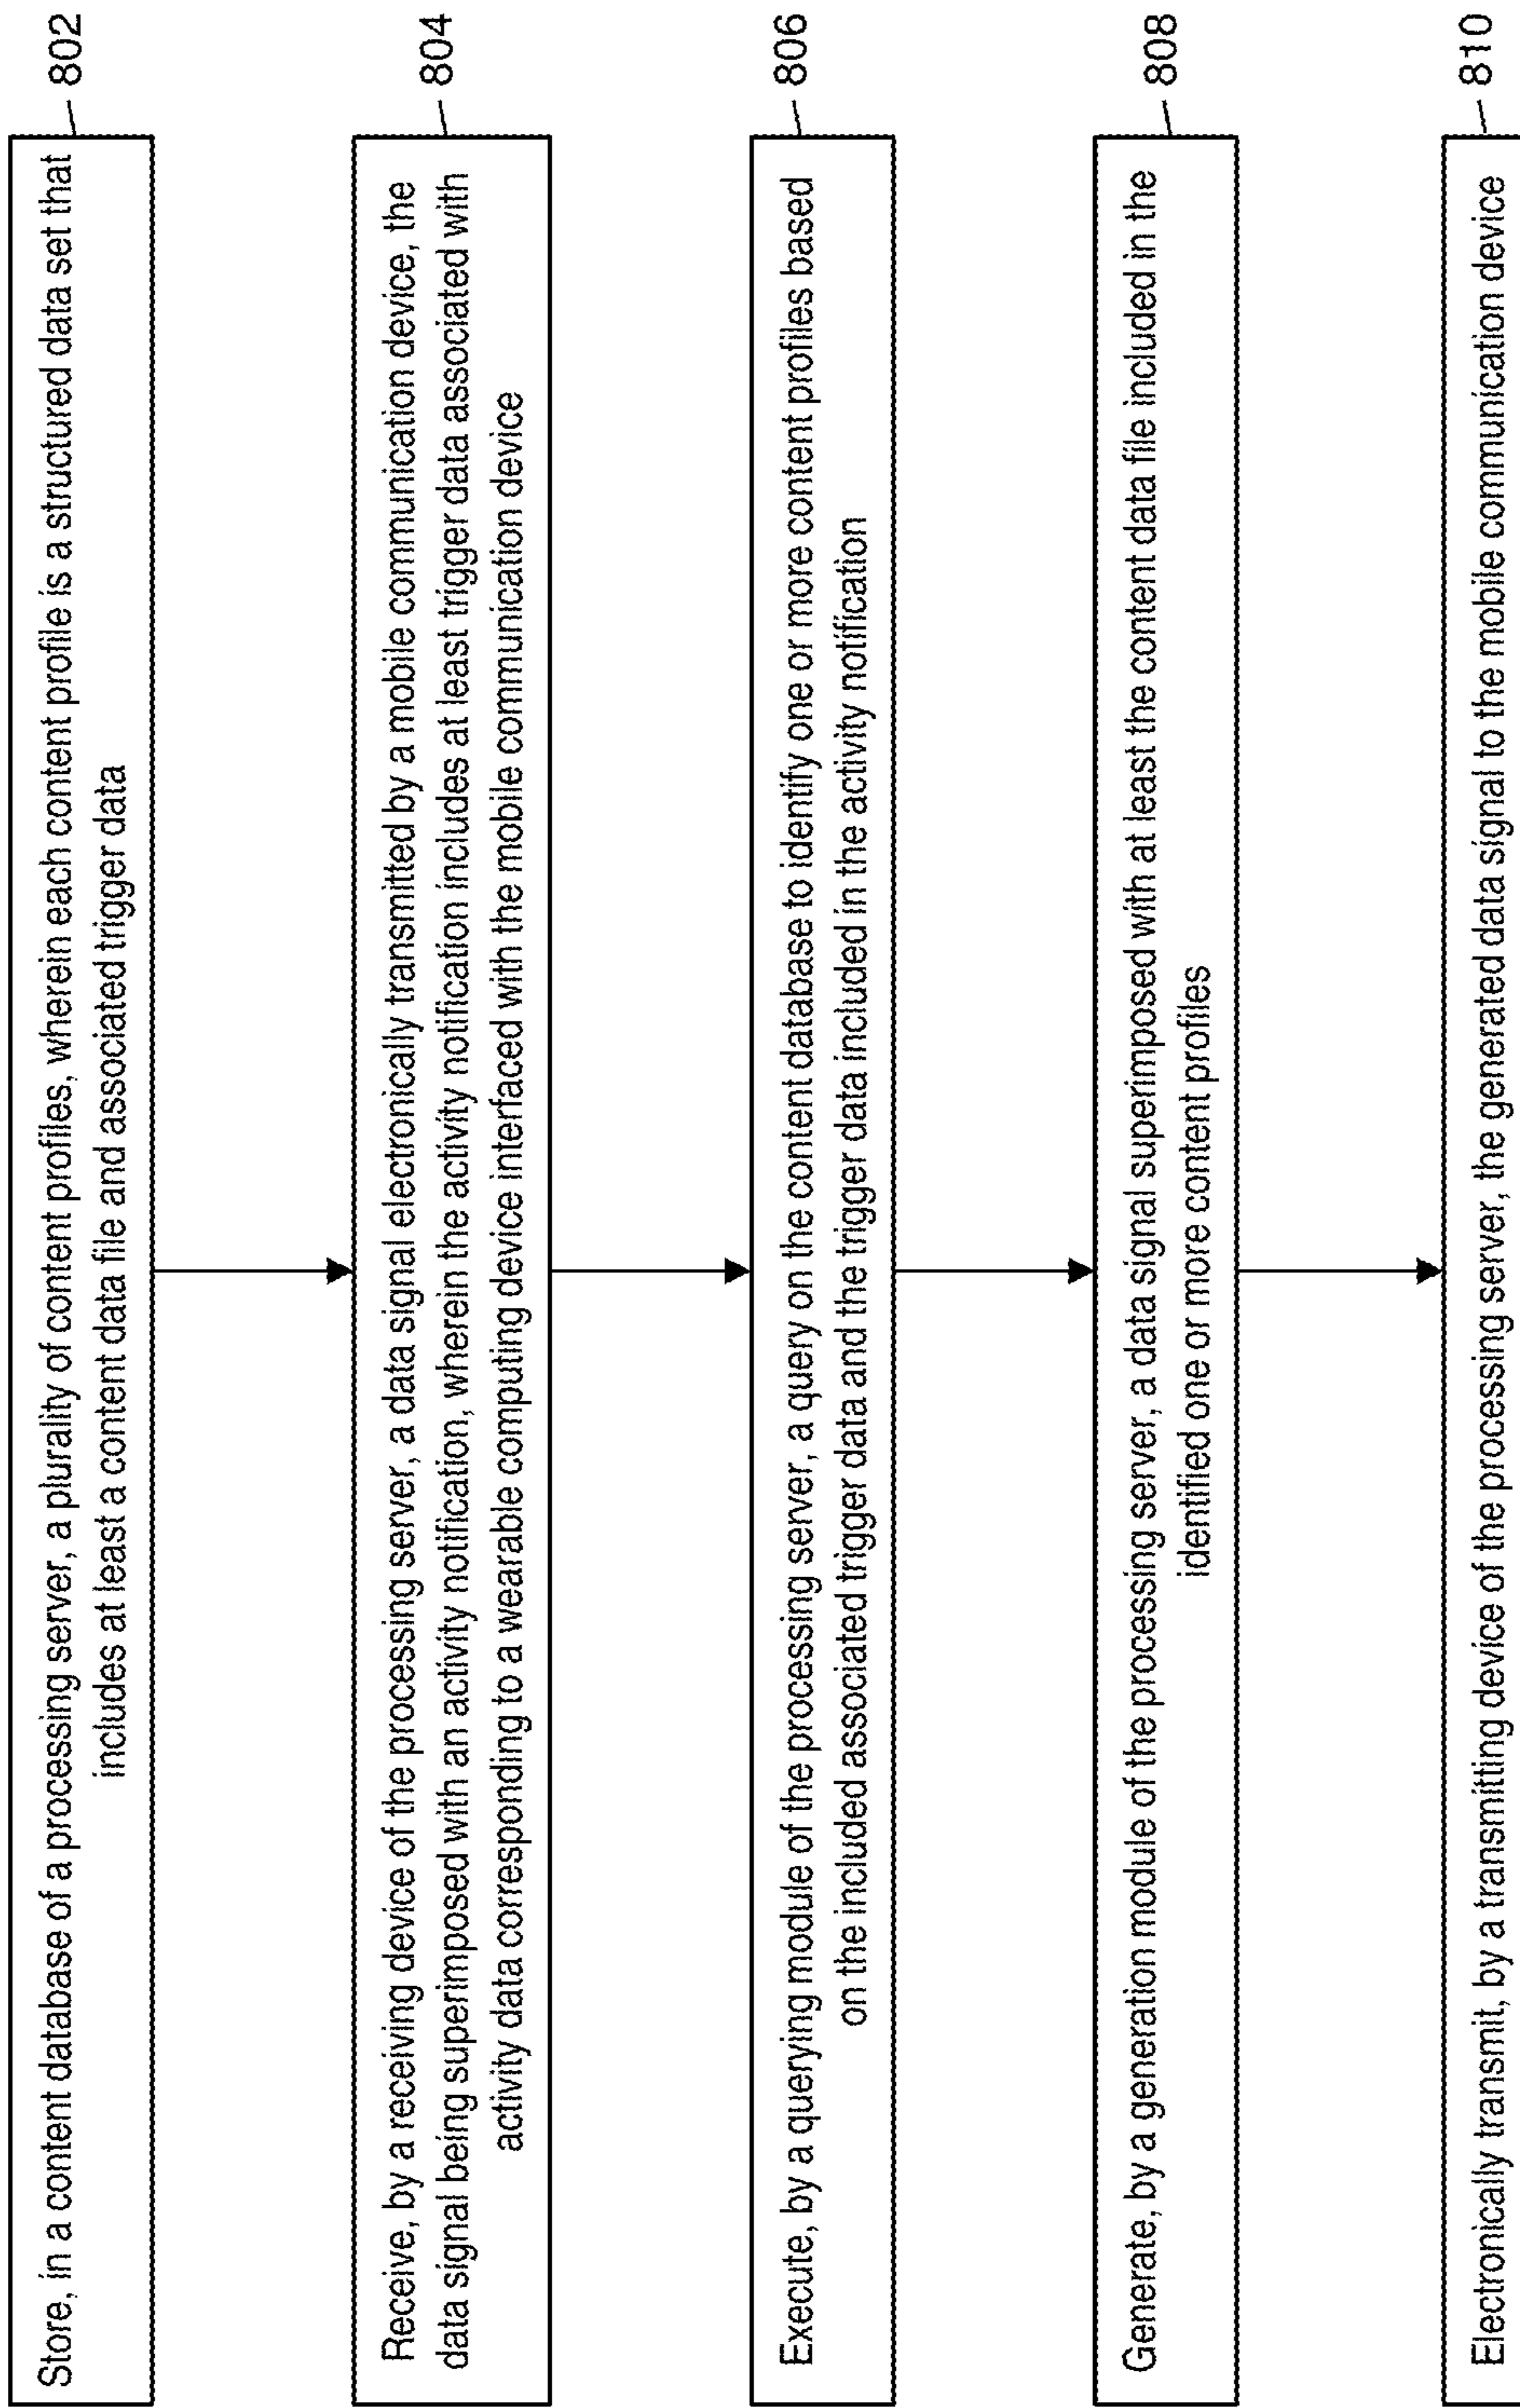 Store, in a content database of a processing server, a plurality of content profiles, wherein each content profile is a structured data set that
includes at least a content data file and associated trigger data
802
Receive, by a receiving device of the processing server, a data signal electronically transmitted by a mobile communication device, the
data signal being superimposed with an activity notification, wherein the activity notification includes at least trigger data associated with
activity data corresponding to a wearable computing device interfaced with the mobile communication device
804
Execute, by a querying module of the processing server, a query on the content database to identify one or more content profiles based
on the included associated trigger data and the trigger data included in the activity notification
806
Generate, by a generation module of the processing server, a data signal superimposed with at least the content data file included in the
identified one or more content profiles
808
Electronically transmit, by a transmitting device of the processing server, the generated data signal to the mobile communication device
810